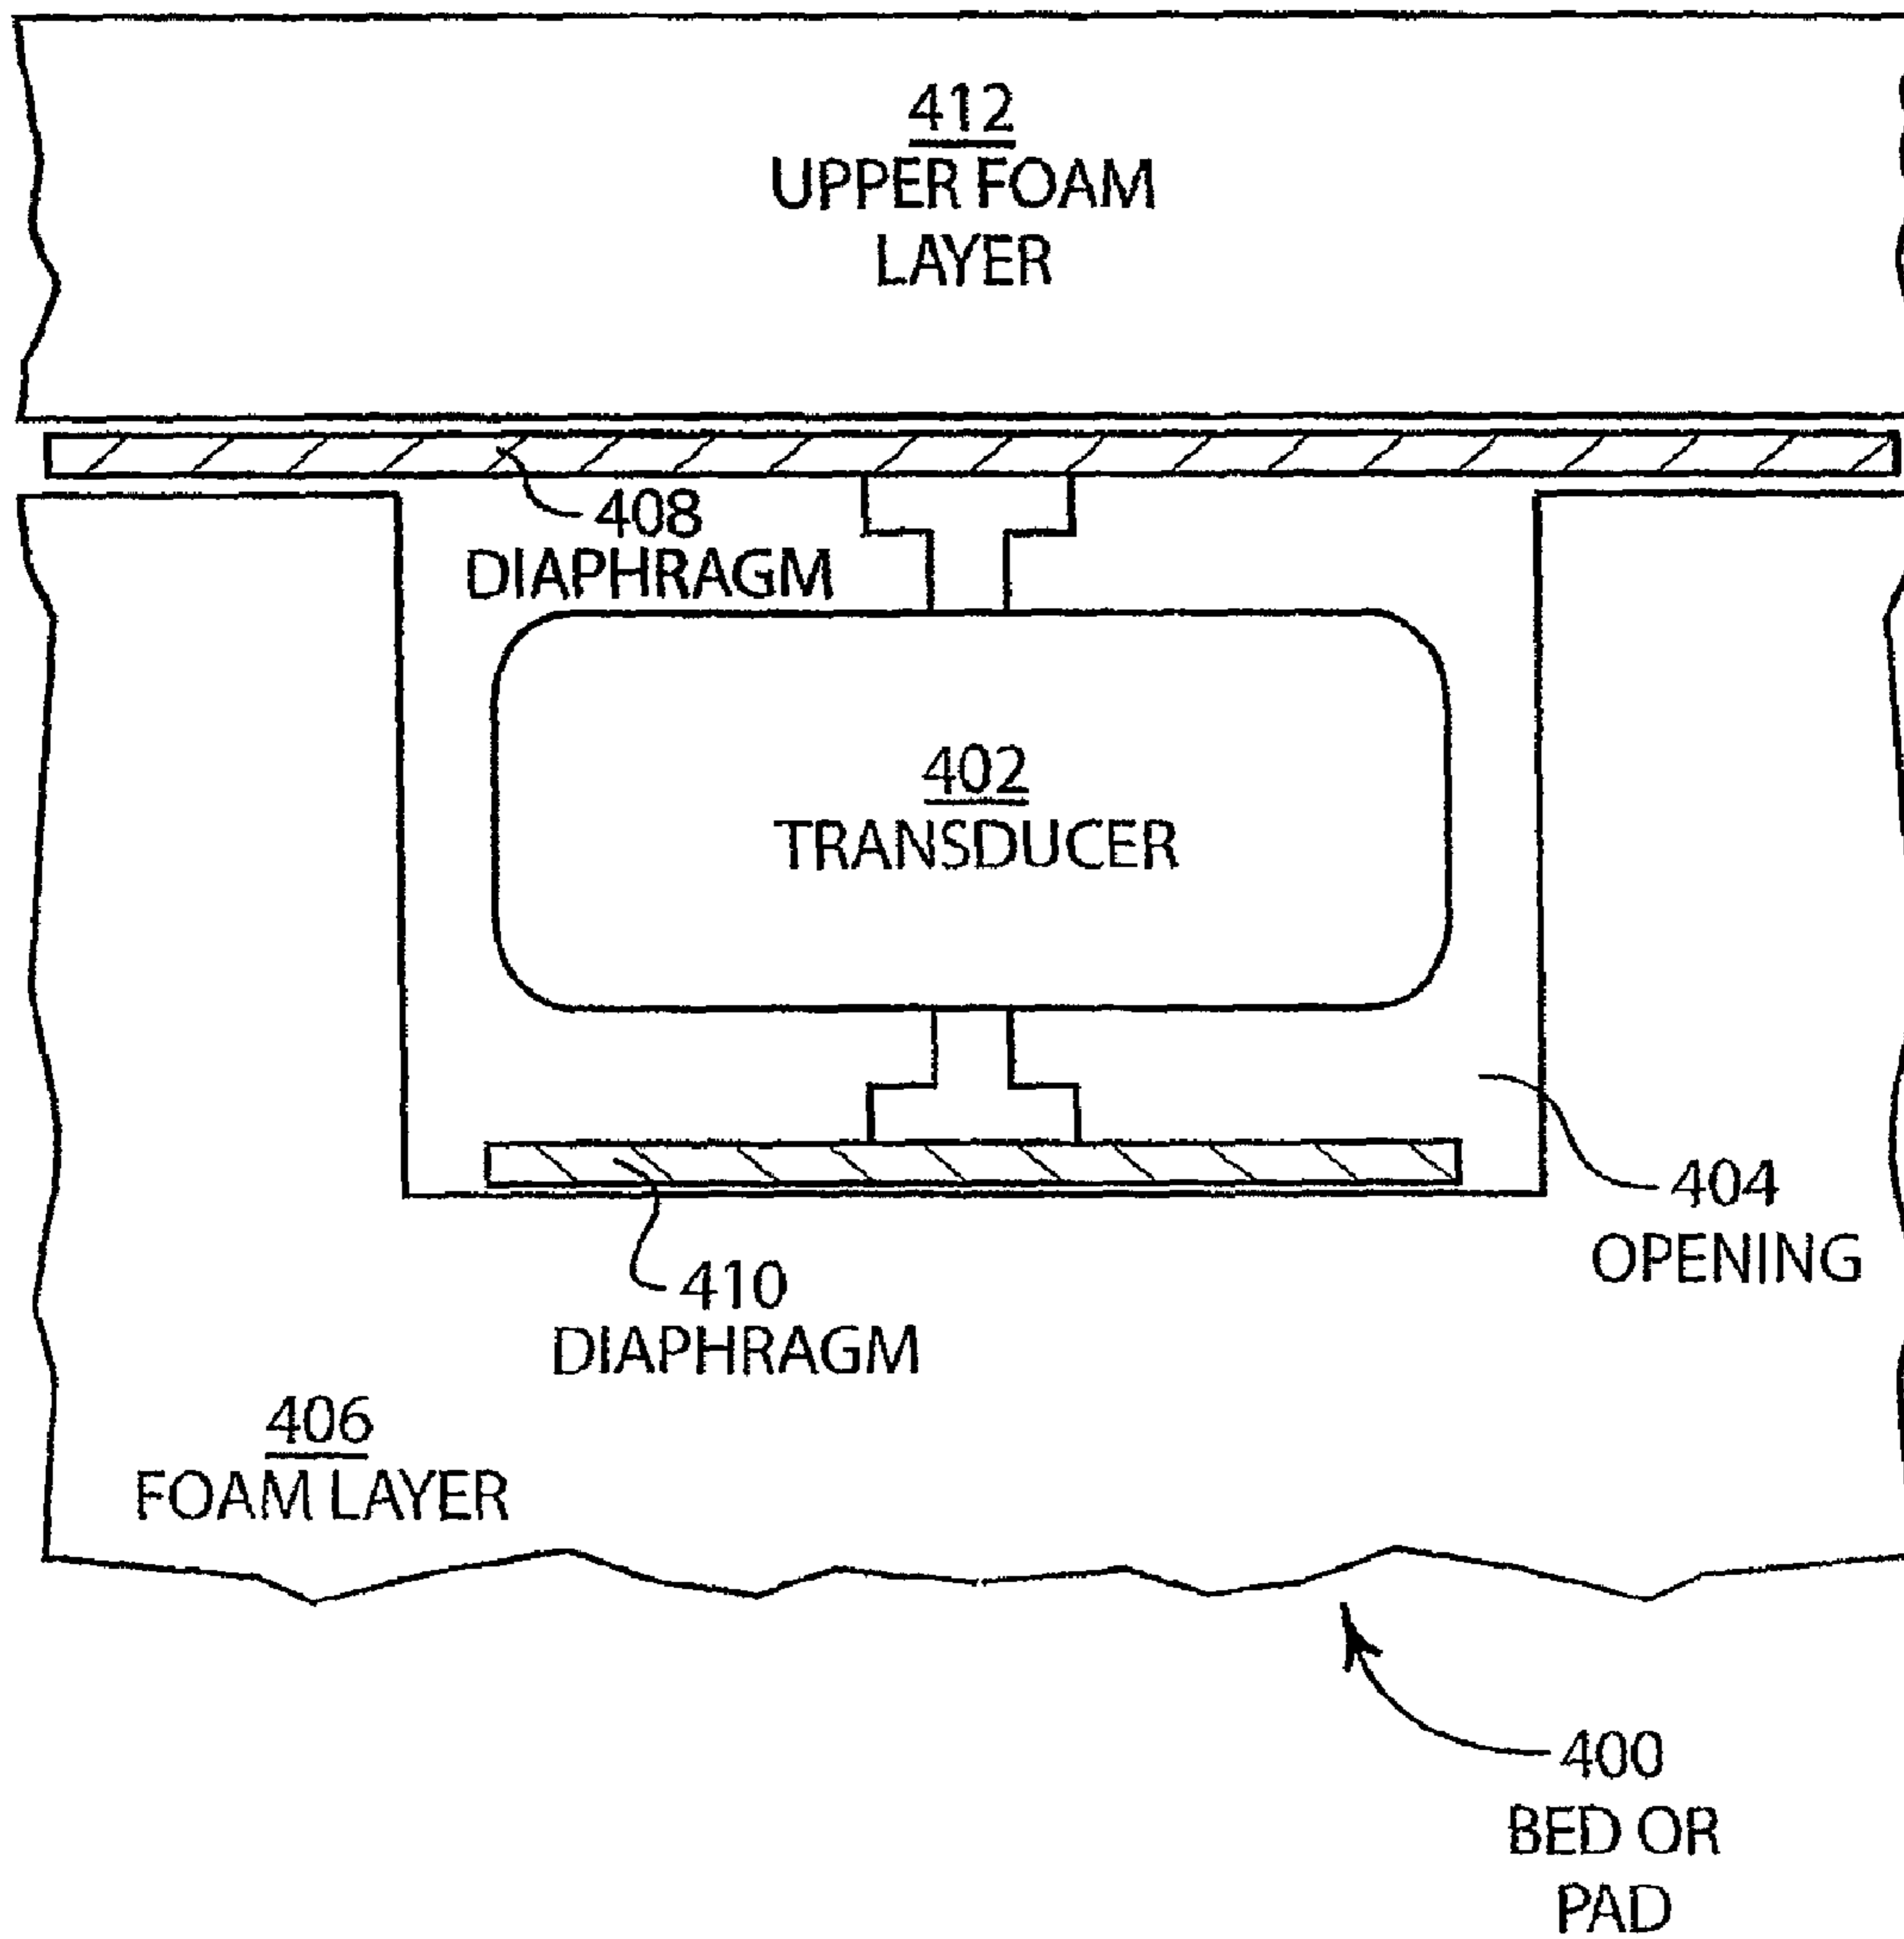 412
UPPER FOAM
LAYER
408
DIAPHRAGM
402
TRANSDUCER
404
OPENING
410
DIAPHRAGM
406
FOAM LAYER
400
BED OR
PAD